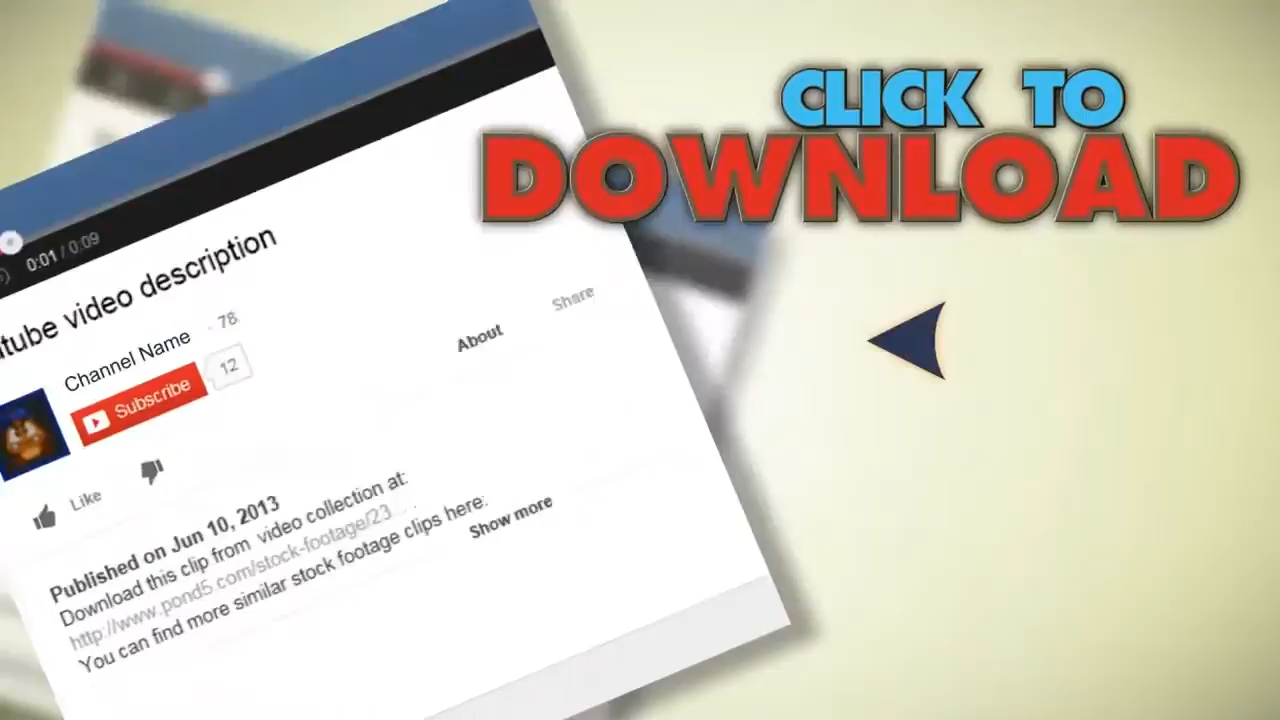 CLICK TO
DOWNLOAD
0:01 / 0:09
tube video description
Channel Name
78
Subscribe
12
About
Share
Like
Published on Jun 10, 2013
Download this clip from video collection at:
http://www.pond5.com/stock-footage/23...
You can find more similar stock footage clips here:
Show more